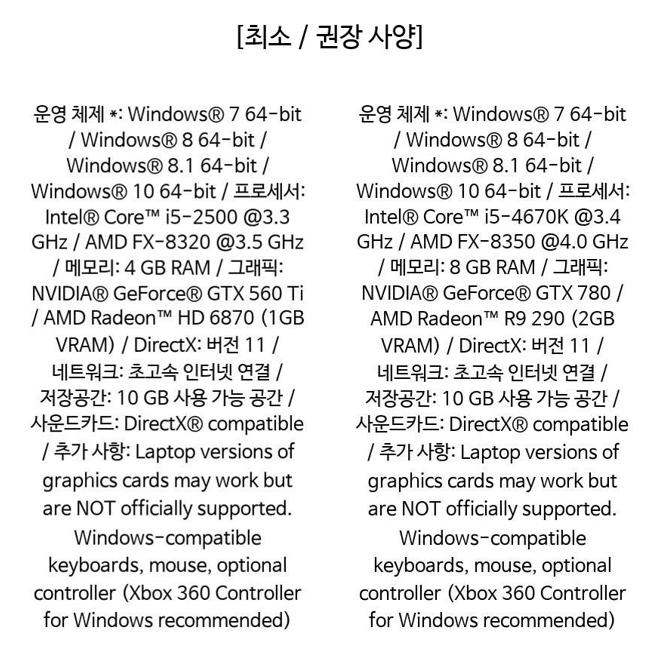 [최소 / 권장 사양]
운영 체제 *: Windows® 7 64-bit
/ Windows® 8 64-bit /
Windows® 8.1 64-bit /
Windows® 10 64-bit / 프로세서:
Intel® Core™ i5-2500 @3.3
GHz / AMD FX-8320 @3.5 GHz
/ 메모리: 4 GB RAM / 그래픽:
NVIDIA® GeForce® GTX 560 Ti
/ AMD Radeon™ HD 6870 (1GB
VRAM) / DirectX: 버전 11 /
네트워크: 초고속 인터넷 연결 /
저장공간: 10 GB 사용 가능 공간 /
사운드카드: DirectX® compatible
/ 추가 사항: Laptop versions of
graphics cards may work but
are NOT officially supported.
Windows-compatible
keyboards, mouse, optional
controller (Xbox 360 Controller
for Windows recommended)
운영 체제 *: Windows® 7 64-bit
/ Windows® 8 64-bit /
Windows® 8.1 64-bit /
Windows® 10 64-bit / 프로세서:
Intel® Core™ i5-4670K @3.4
GHz / AMD FX-8350 @4.0 GHz
/ 메모리: 8 GB RAM / 그래픽:
NVIDIA® GeForce® GTX 780 /
AMD Radeon™ R9 290 (2GB
VRAM) / DirectX: 버전 11 /
네트워크: 초고속 인터넷 연결 /
저장공간: 10 GB 사용 가능 공간 /
사운드카드: DirectX® compatible
/ 추가 사항: Laptop versions of
graphics cards may work but
are NOT officially supported.
Windows-compatible
keyboards, mouse, optional
controller (Xbox 360 Controller
for Windows recommended)